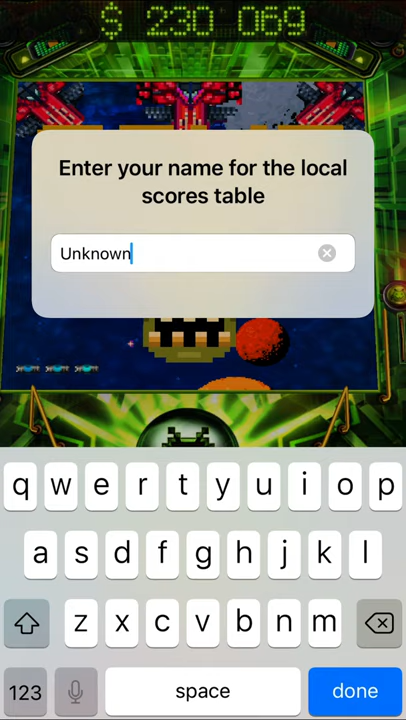 $ 230 069
Enter your name for the local
scores table
Unknown
q w e r t y u i o p
a s d f g h j k l
z x c v b n m
123 space done